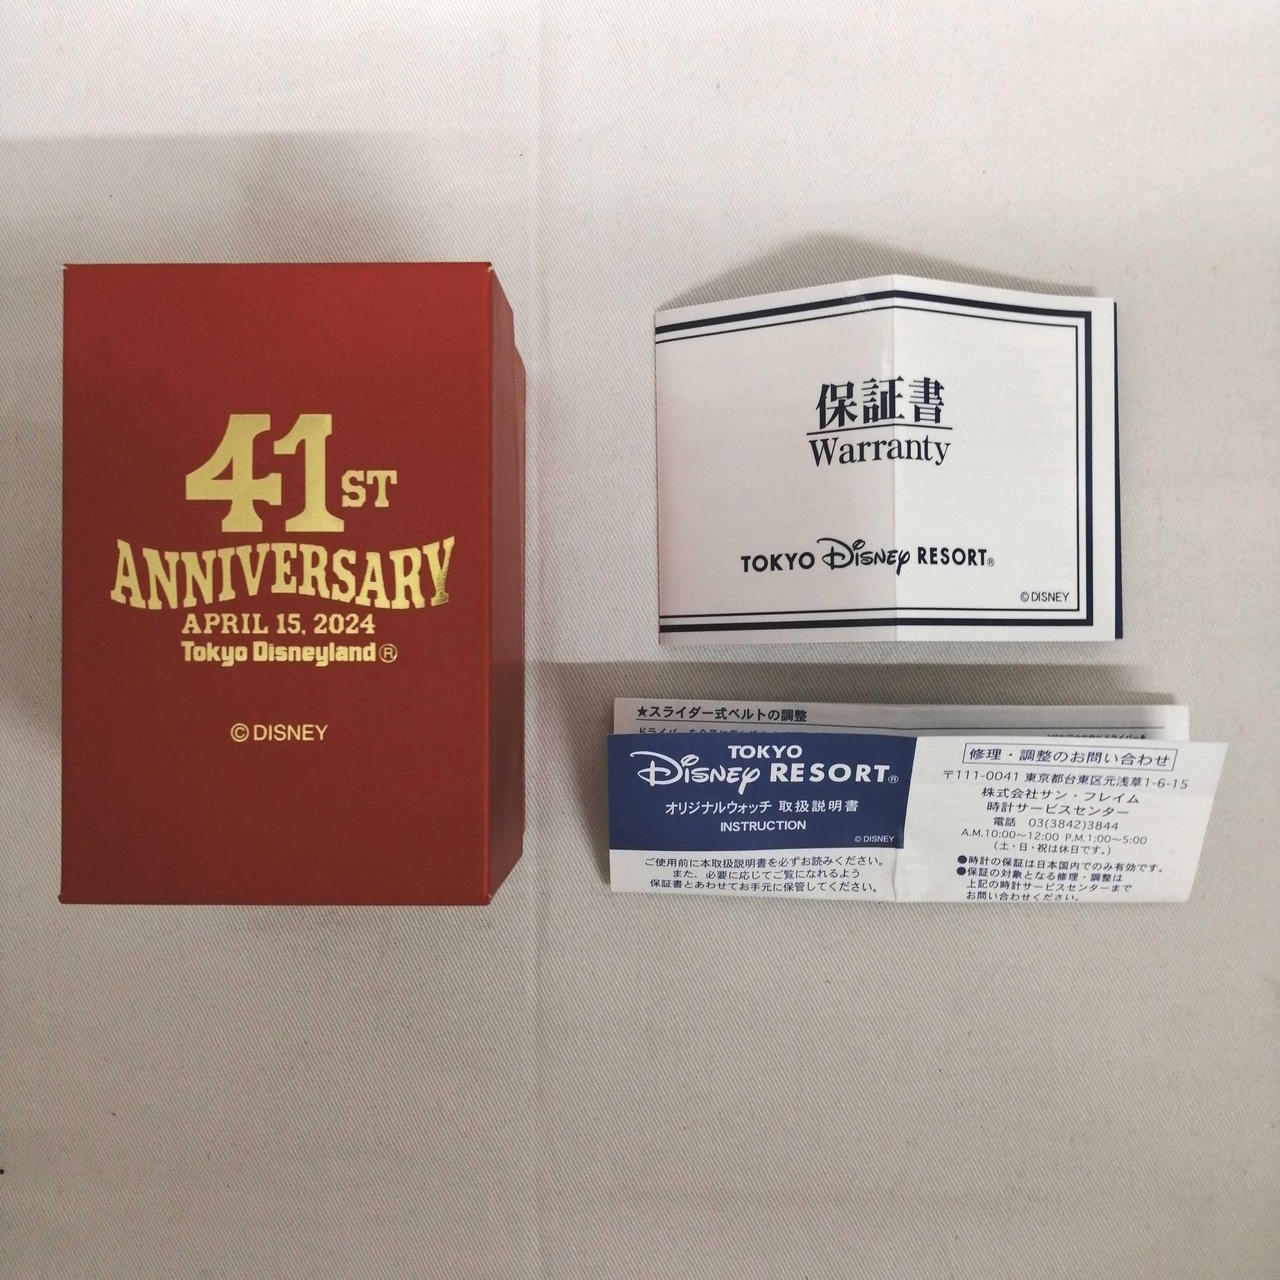 41ST
ANNIVERSARY
APRIL 15, 2024
Tokyo Disneyland®
©DISNEY
保証書
Warranty
TOKYO Disney RESORT®
©DISNEY
★スライダー式ベルトの調整
TOKYO
Disney RESORT®
オリジナルウォッチ 取扱説明書
INSTRUCTION
©DISNEY
ご使用前に本取扱説明書を必ずお読みください。
また、必要に応じてご覧になれるよう
保証書とあわせてお手元に保管してください。
修理・調整のお問い合わせ
〒111-0041 東京都台東区元浅草1-6-15
株式会社サン・フレイム
時計サービスセンター
電話 03(3842)3844
A.M.10:00～12:00 P.M.1:00～5:00
(土・日・祝は休日です。)
●時計の保証は日本国内でのみ有効です。
●保証の対象となる修理・調整は
上記の時計サービスセンターまで
お問い合わせください。